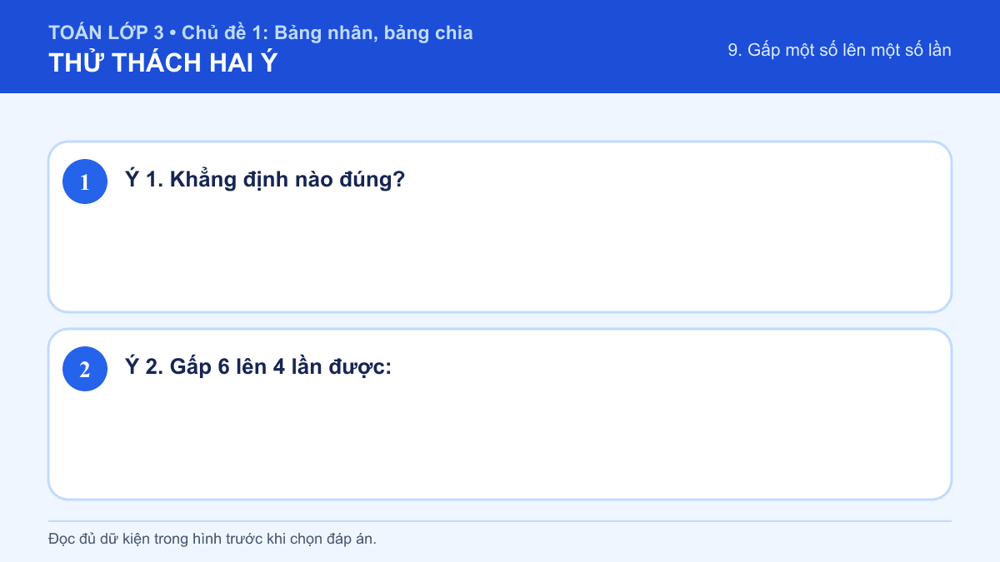 TOÁN LỚP 3 • Chủ đề 1: Bảng nhân, bảng chia
THỬ THÁCH HAI Ý
9. Gấp một số lên một số lần
1
Ý 1. Khẳng định nào đúng?
2
Ý 2. Gấp 6 lên 4 lần được:
Đọc đủ dữ kiện trong hình trước khi chọn đáp án.